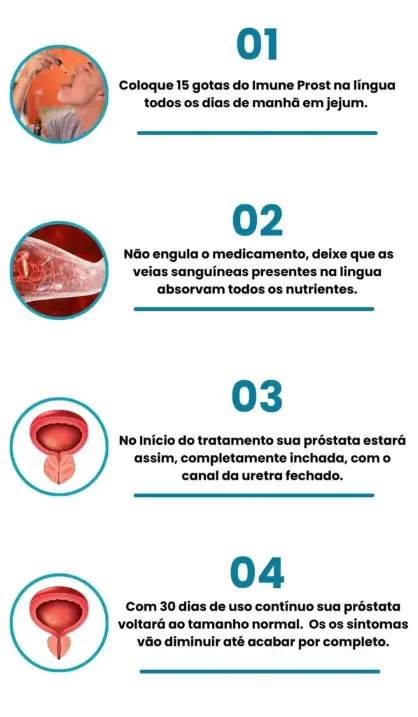 01
Coloque 15 gotas do Imune Prost na língua
todos os dias de manhã em jejum.
02
Não engula o medicamento, deixe que as
veias sanguíneas presentes na lingua
absorvam todos os nutrientes.
03
No Início do tratamento sua próstata estará
assim, completamente inchada, com o
canal da uretra fechado.
04
Com 30 dias de uso contínuo sua próstata
voltará ao tamanho normal. Os os sintomas
vão diminuir até acabar por completo.